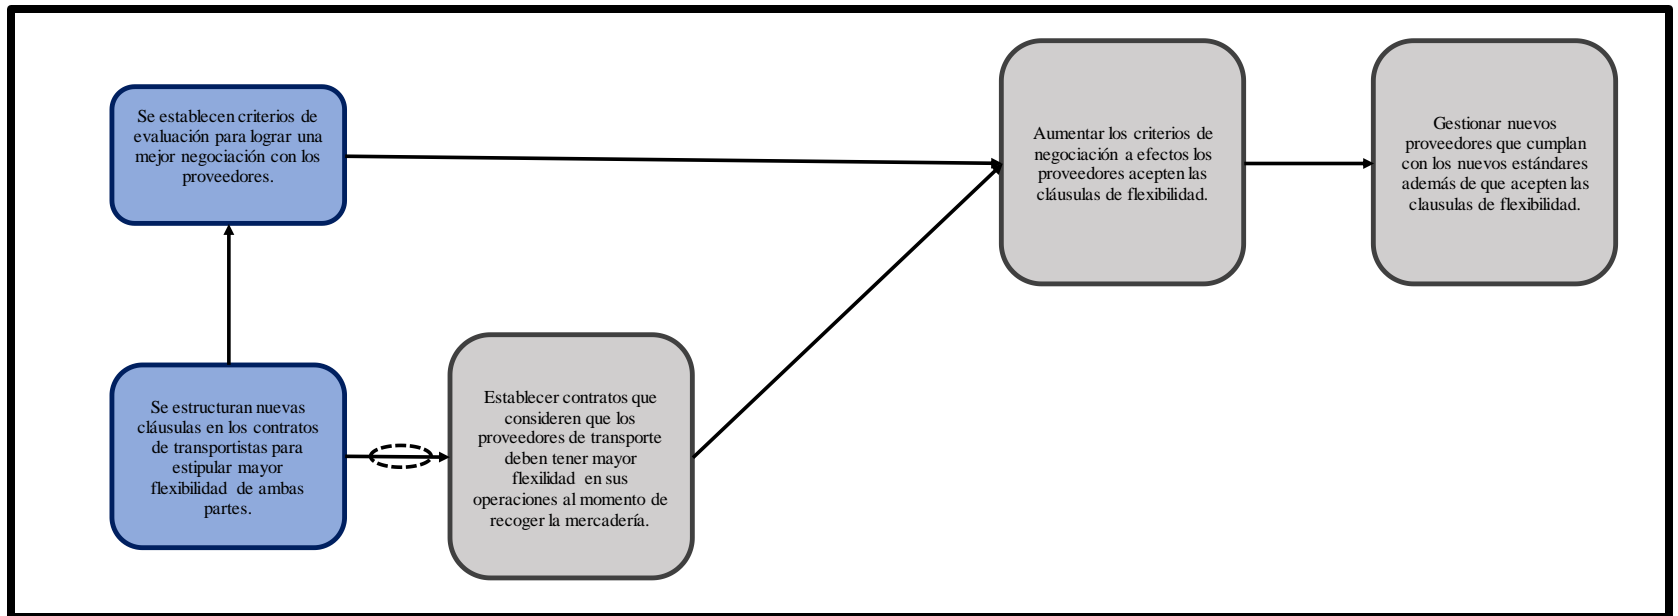 Se establecen criterios de
evaluación para lograr una
mejor negociación con los
proveedores.
Aumentar los criterios de
negociación a efectos los
proveedores acepten las
cláusulas de flexibilidad.
Gestionar nuevos
proveedores que cumplan
con los nuevos estándares
además de que acepten las
clausulas de flexibilidad.
Se estructuran nuevas
cláusulas en los contratos
de transportistas para
estipular mayor
flexibilidad de ambas
partes.
Establecer contratos que
consideren que los
proveedores de transporte
deben tener mayor
flexilidad en sus
operaciones al momento de
recoger la mercadería.